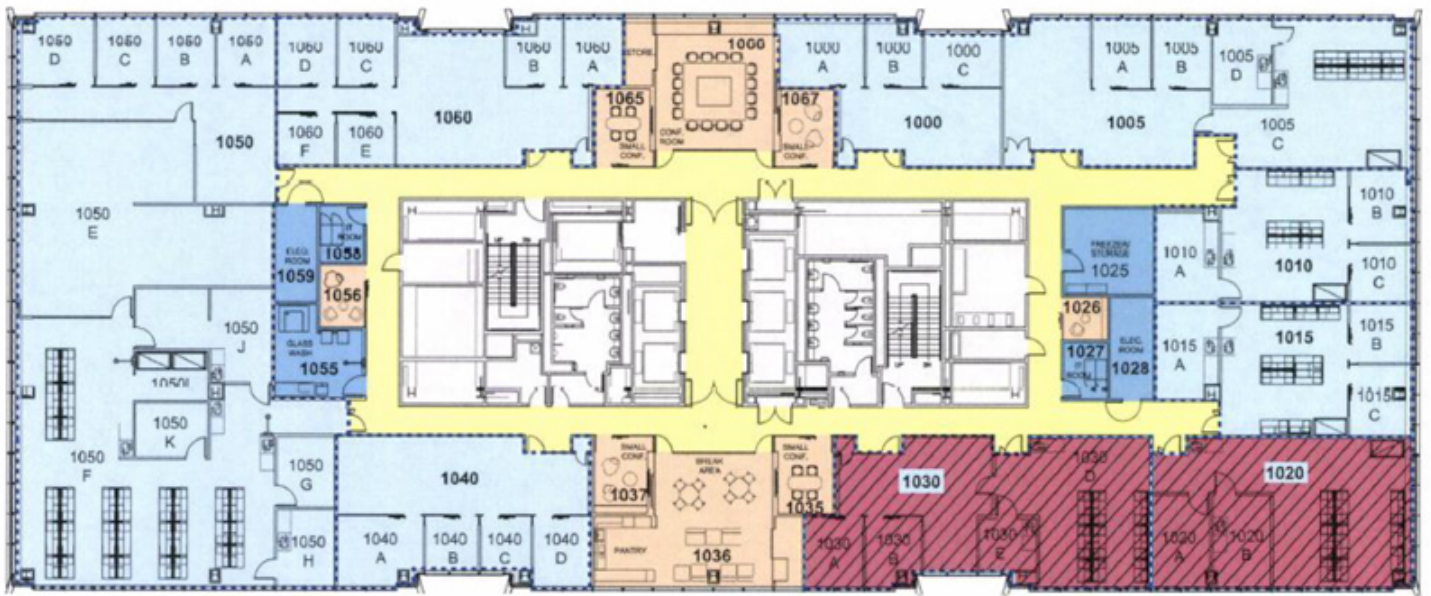 1050 D
1050 C
1050 B
1050 A
1060 D
1060 C
1060 B
1060 A
STORE.
1000
1000 A
1000 B
1000 C
1005 A
1005 B
1005 D
1065
SMALL CONF.
CONF. ROOM
1067
SMALL CONF.
1060 F
1060 E
1060
1000
1005
1005 C
1050
1050 E
ELEC. ROOM
1059
IT ROOM
1058
1056
FREEZER/ STORAGE
1025
1010 A
1010
1010 B
1010 C
1050 J
GLASS WASH
1055
1026
1027
IT ROOM
ELEC. ROOM
1028
1015 A
1015
1015 B
1015 C
1050I
1050 K
1050 F
1050 G
1050 H
1040
1040 A
1040 B
1040 C
1040 D
SMALL CONF.
1037
BREAK AREA
SMALL CONF.
1035
PANTRY
1036
1030
1030 A
1030 B
1030 E
1030 D
1020
1020 A
1020 B